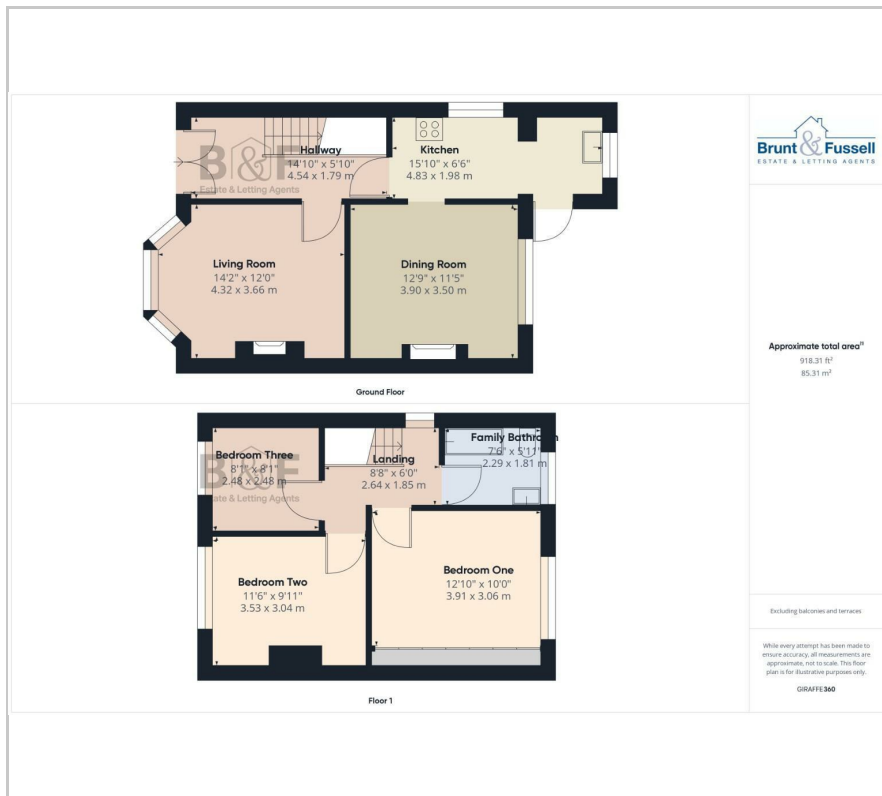 Hallway
14'10" x 5'10"
4.54 x 1.79 m
B&F
Estate & Letting Agents
Kitchen
15'10" x 6'6"
4.83 x 1.98 m
Living Room
14'2" x 12'0"
4.32 x 3.66 m
Dining Room
12'9" x 11'5"
3.90 x 3.50 m
Ground Floor
Bedroom Three
8'1" x 8'1"
2.48 x 2.48 m
B&F
ate & Letting Agents
Landing
8'8" x 6'0"
2.64 x 1.85 m
Family Bathroom
7'6" x 5'11"
2.29 x 1.81 m
Bedroom Two
11'6" x 9'11"
3.53 x 3.04 m
Bedroom One
12'10" x 10'0"
3.91 x 3.06 m
Floor 1
Brunt & Fussell
ESTATE & LETTING AGENTS
Approximate total area
918.31 ft²
85.31 m²
Excluding balconies and terraces
While every attempt has been made to
ensure accuracy, all measurements are
approximate, not to scale. This floor
plan is for illustrative purposes only.
GIRAFFE360